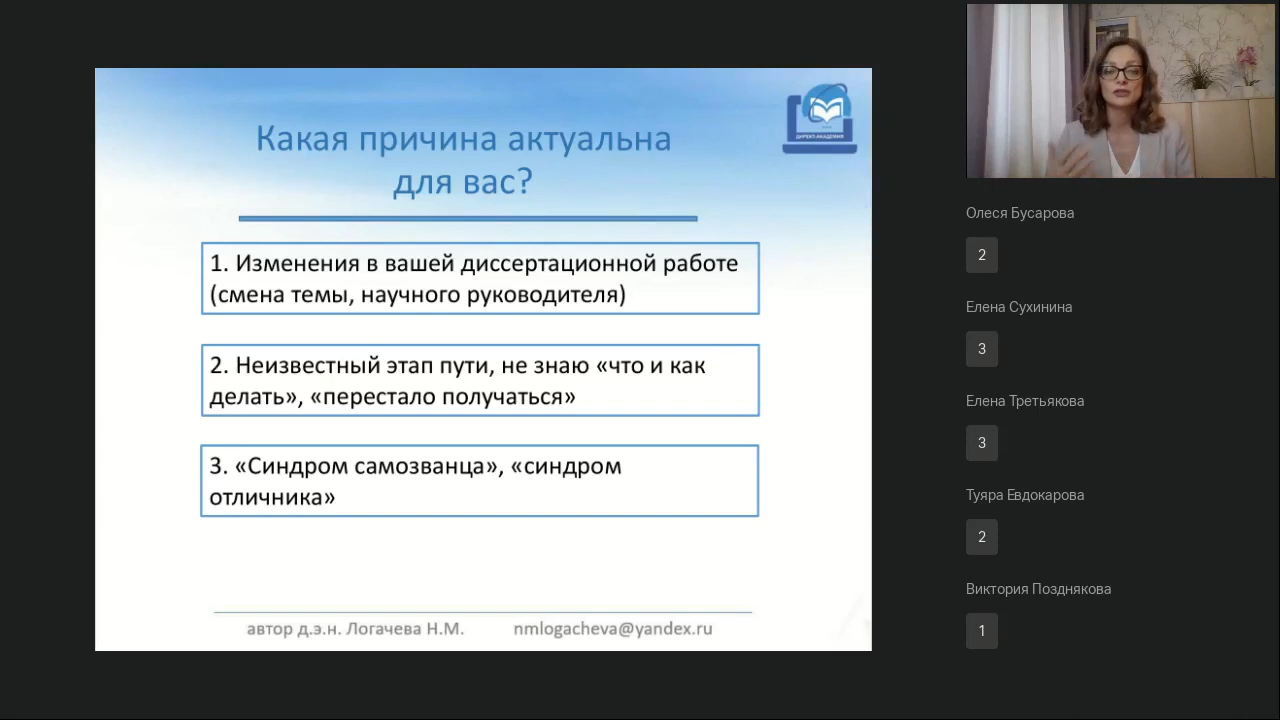 Какая причина актуальна
для вас?
ДИРЕКТ-АКАДЕМИЯ
1. Изменения в вашей диссертационной работе
(смена темы, научного руководителя)
2. Неизвестный этап пути, не знаю «что и как
делать», «перестало получаться»
3. «Синдром самозванца», «синдром
отличника»
автор д.э.н. Логачева Н.М. nmlogacheva@yandex.ru
Олеся Бусарова
2
Елена Сухинина
3
Елена Третьякова
3
Туяра Евдокарова
2
Виктория Позднякова
1